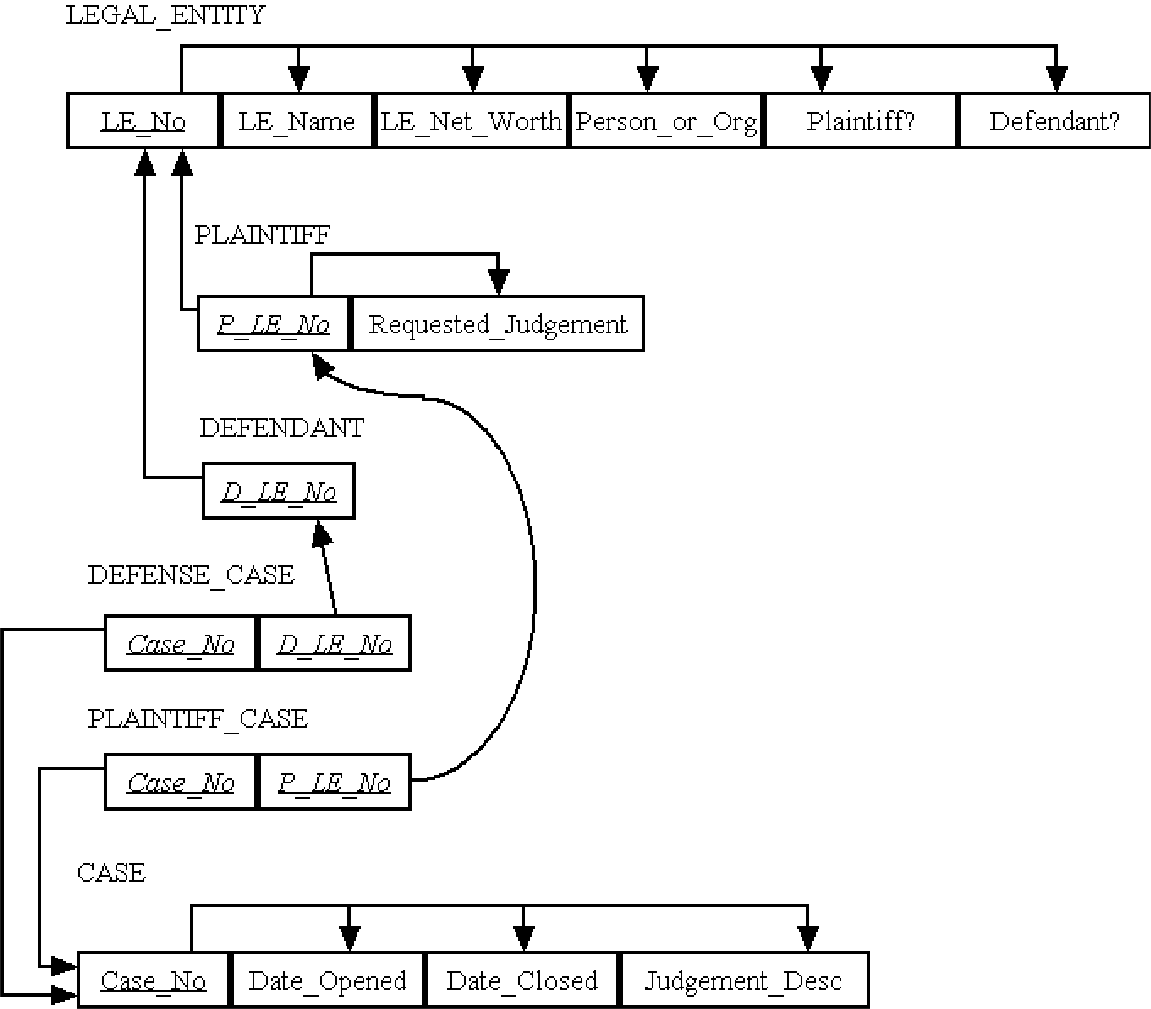 LEGAL_ENTITY
LE_No LE_Name LE_Net_Worth Person_or_Org Plaintiff? Defendant?
PLAINTIFF
P_LE_No Requested_Judgement
DEFENDANT
D_LE_No
DEFENSE_CASE
Case_No D_LE_No
PLAINTIFF_CASE
Case_No P_LE_No
CASE
Case_No Date_Opened Date_Closed Judgement_Desc